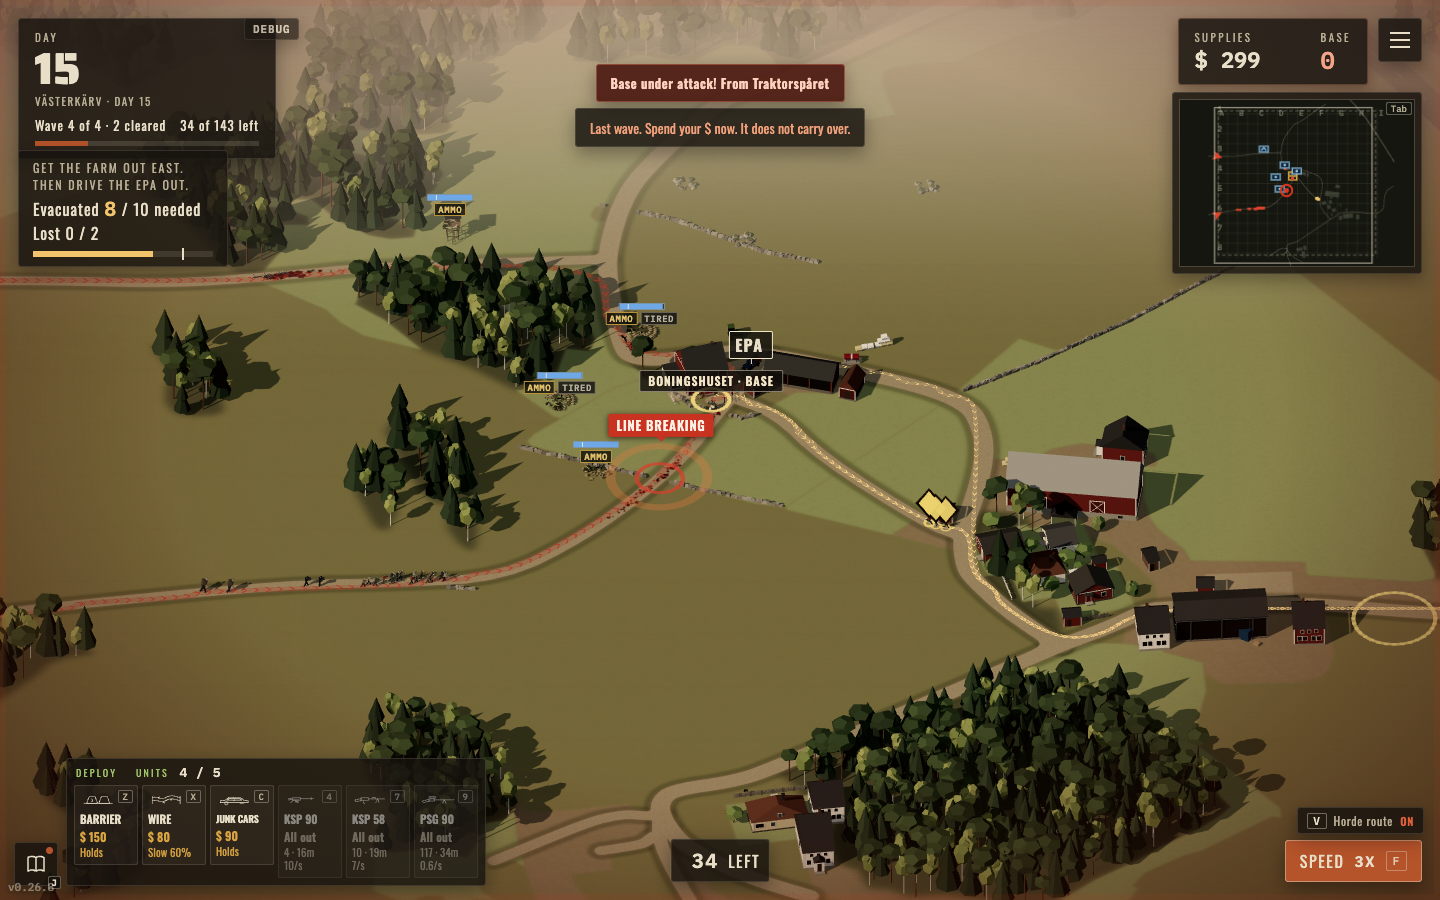 DAY
DEBUG
15
VÄSTERKÄRV · DAY 15
Wave 4 of 4 · 2 cleared 34 of 143 left
GET THE FARM OUT EAST.
THEN DRIVE THE EPA OUT.
Evacuated 8 / 10 needed
Lost 0 / 2
Base under attack! From Traktorspåret
Last wave. Spend your $ now. It does not carry over.
SUPPLIES BASE
$ 299 0
Tab
AMMO
AMMO TIRED
EPA
AMMO TIRED
BONINGSHUSET · BASE
LINE BREAKING
AMMO
DEPLOY UNITS 4 / 5
Z
BARRIER
$ 150
Holds
X
WIRE
$ 80
Slow 60%
C
JUNK CARS
$ 90
Holds
4
KSP 90
All out
4 · 16m
10/s
7
KSP 58
All out
10 · 19m
7/s
9
PSG 90
All out
117 · 34m
0.6/s
J
34 LEFT
V Horde route ON
SPEED 3X F